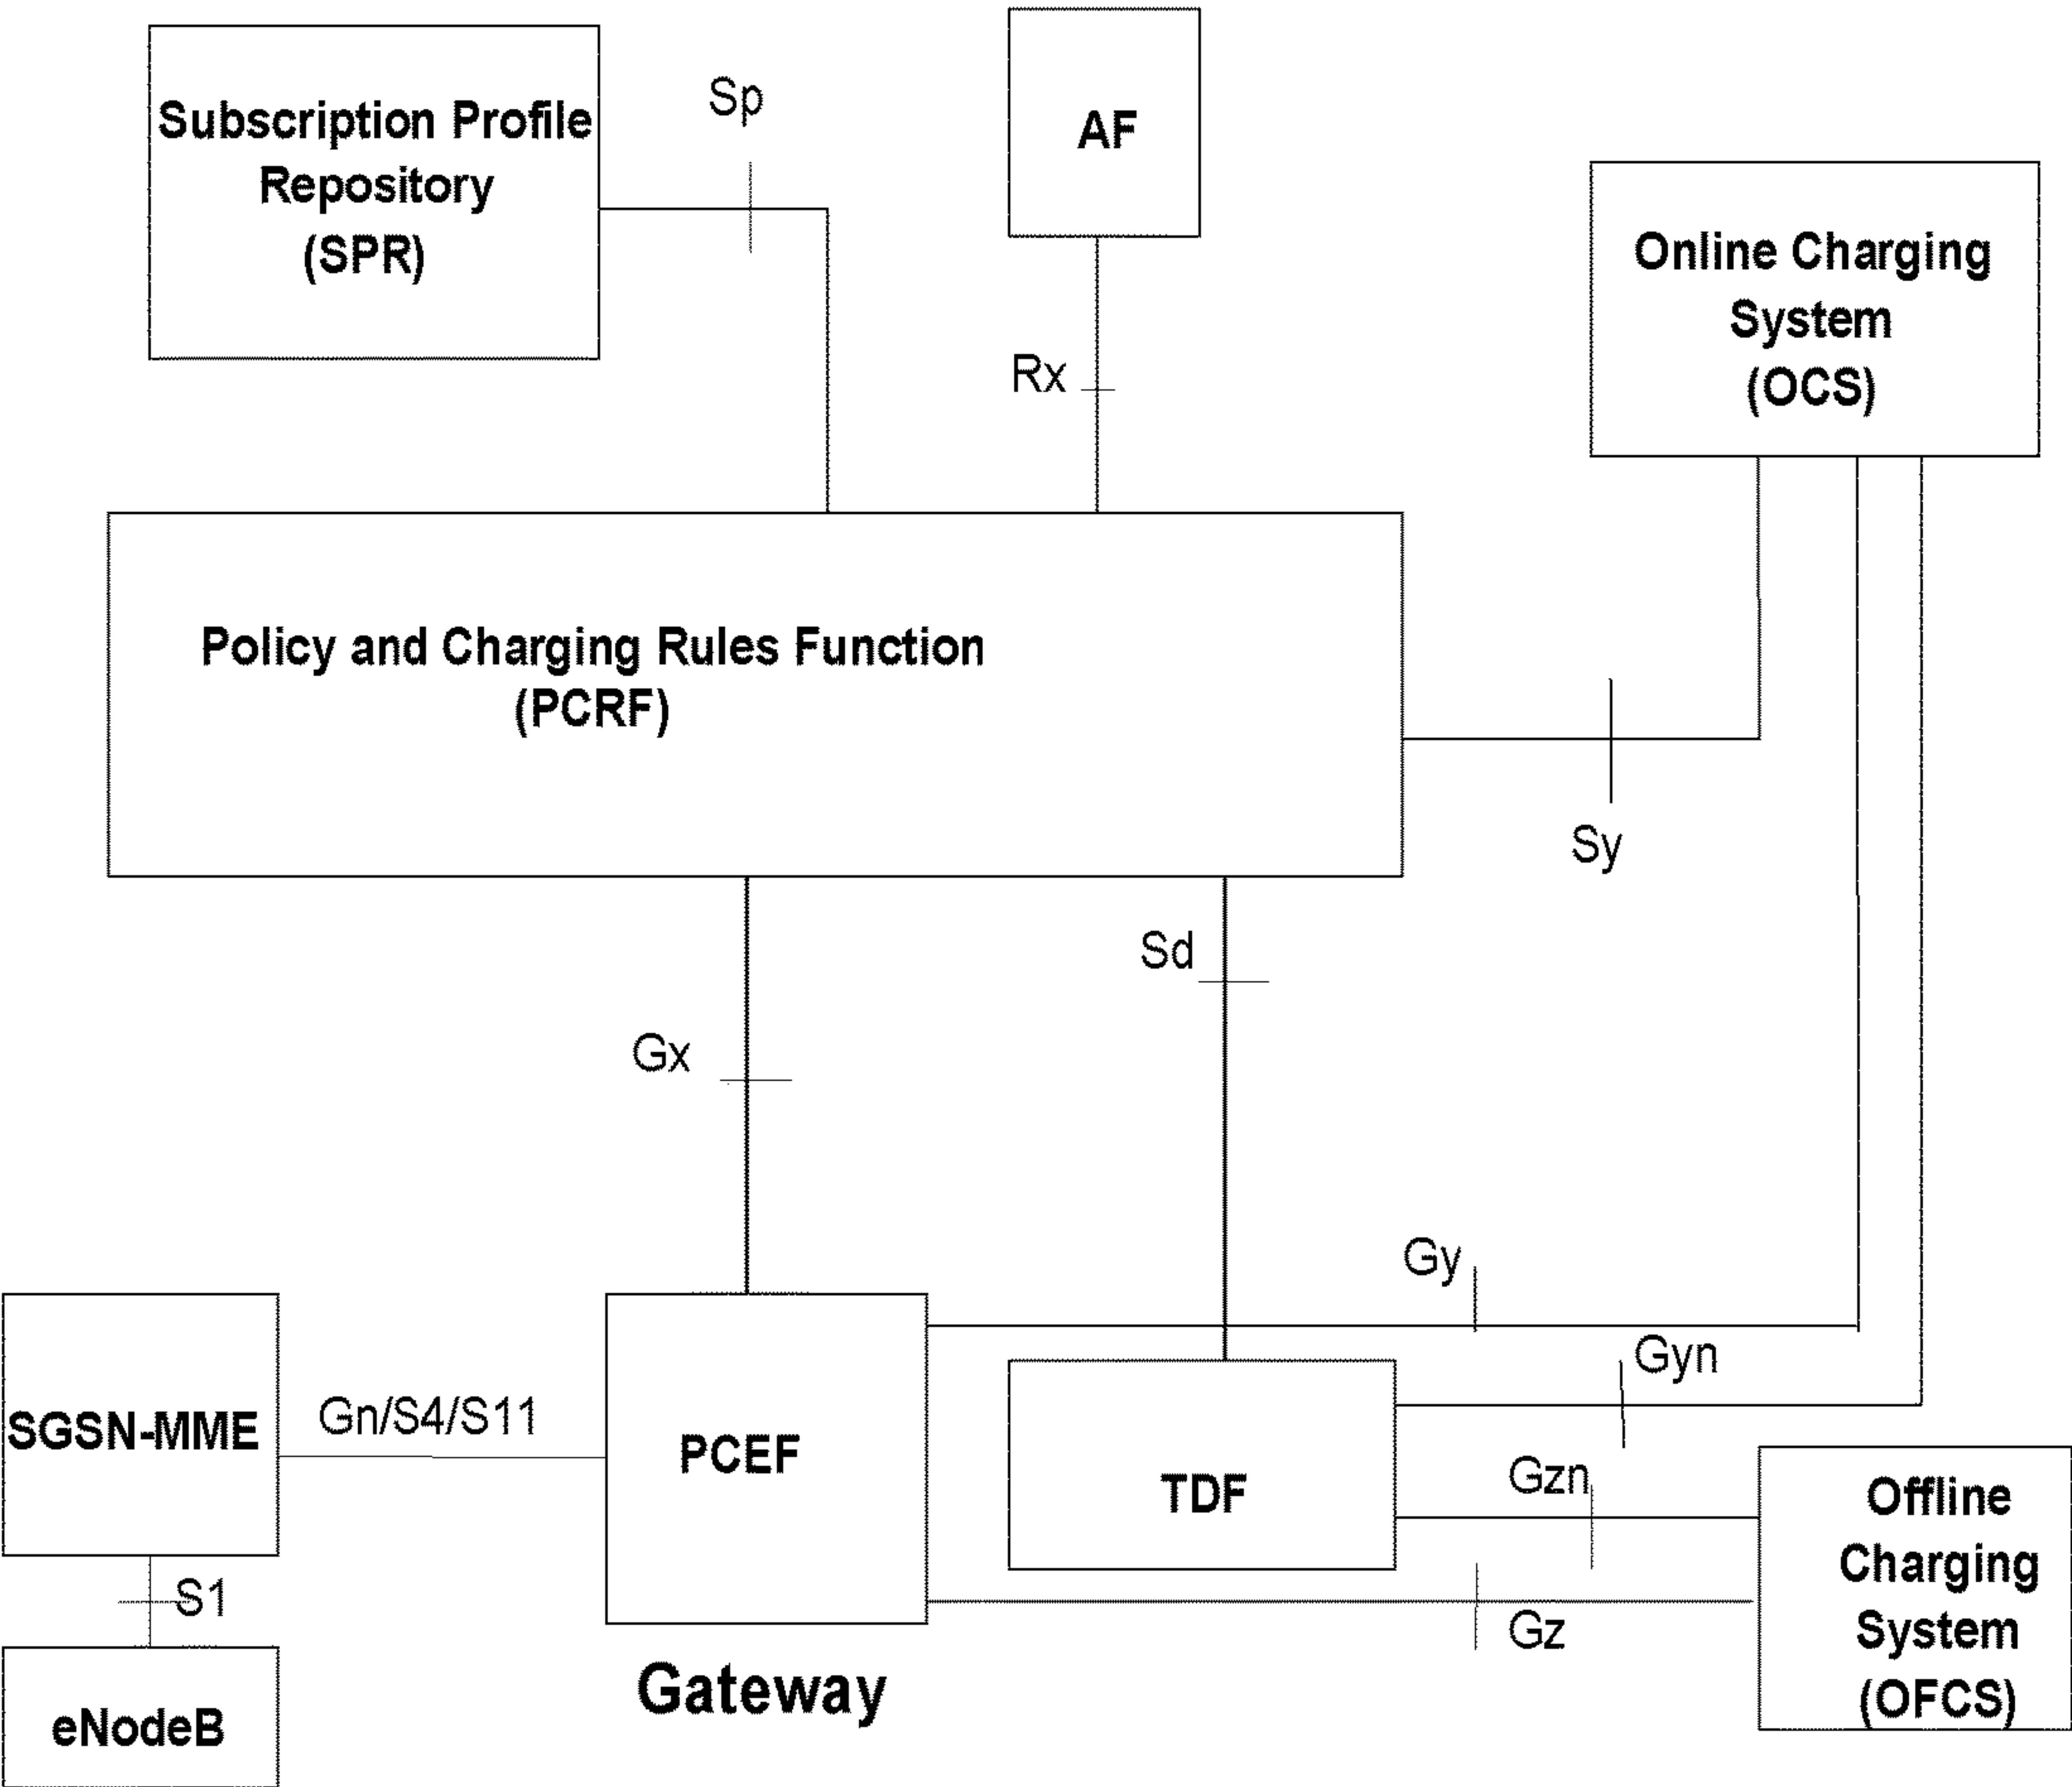 Subscription Profile
Repository
(SPR)
Sp
AF
Online Charging
System
(OCS)
Rx
Policy and Charging Rules Function
(PCRF)
Sy
Sd
Gx
Gy
Gyn
SGSN-MME
Gn/S4/S11
PCEF
TDF
Gzn
Offline
Charging
System
(OFCS)
S1
Gz
Gateway
eNodeB